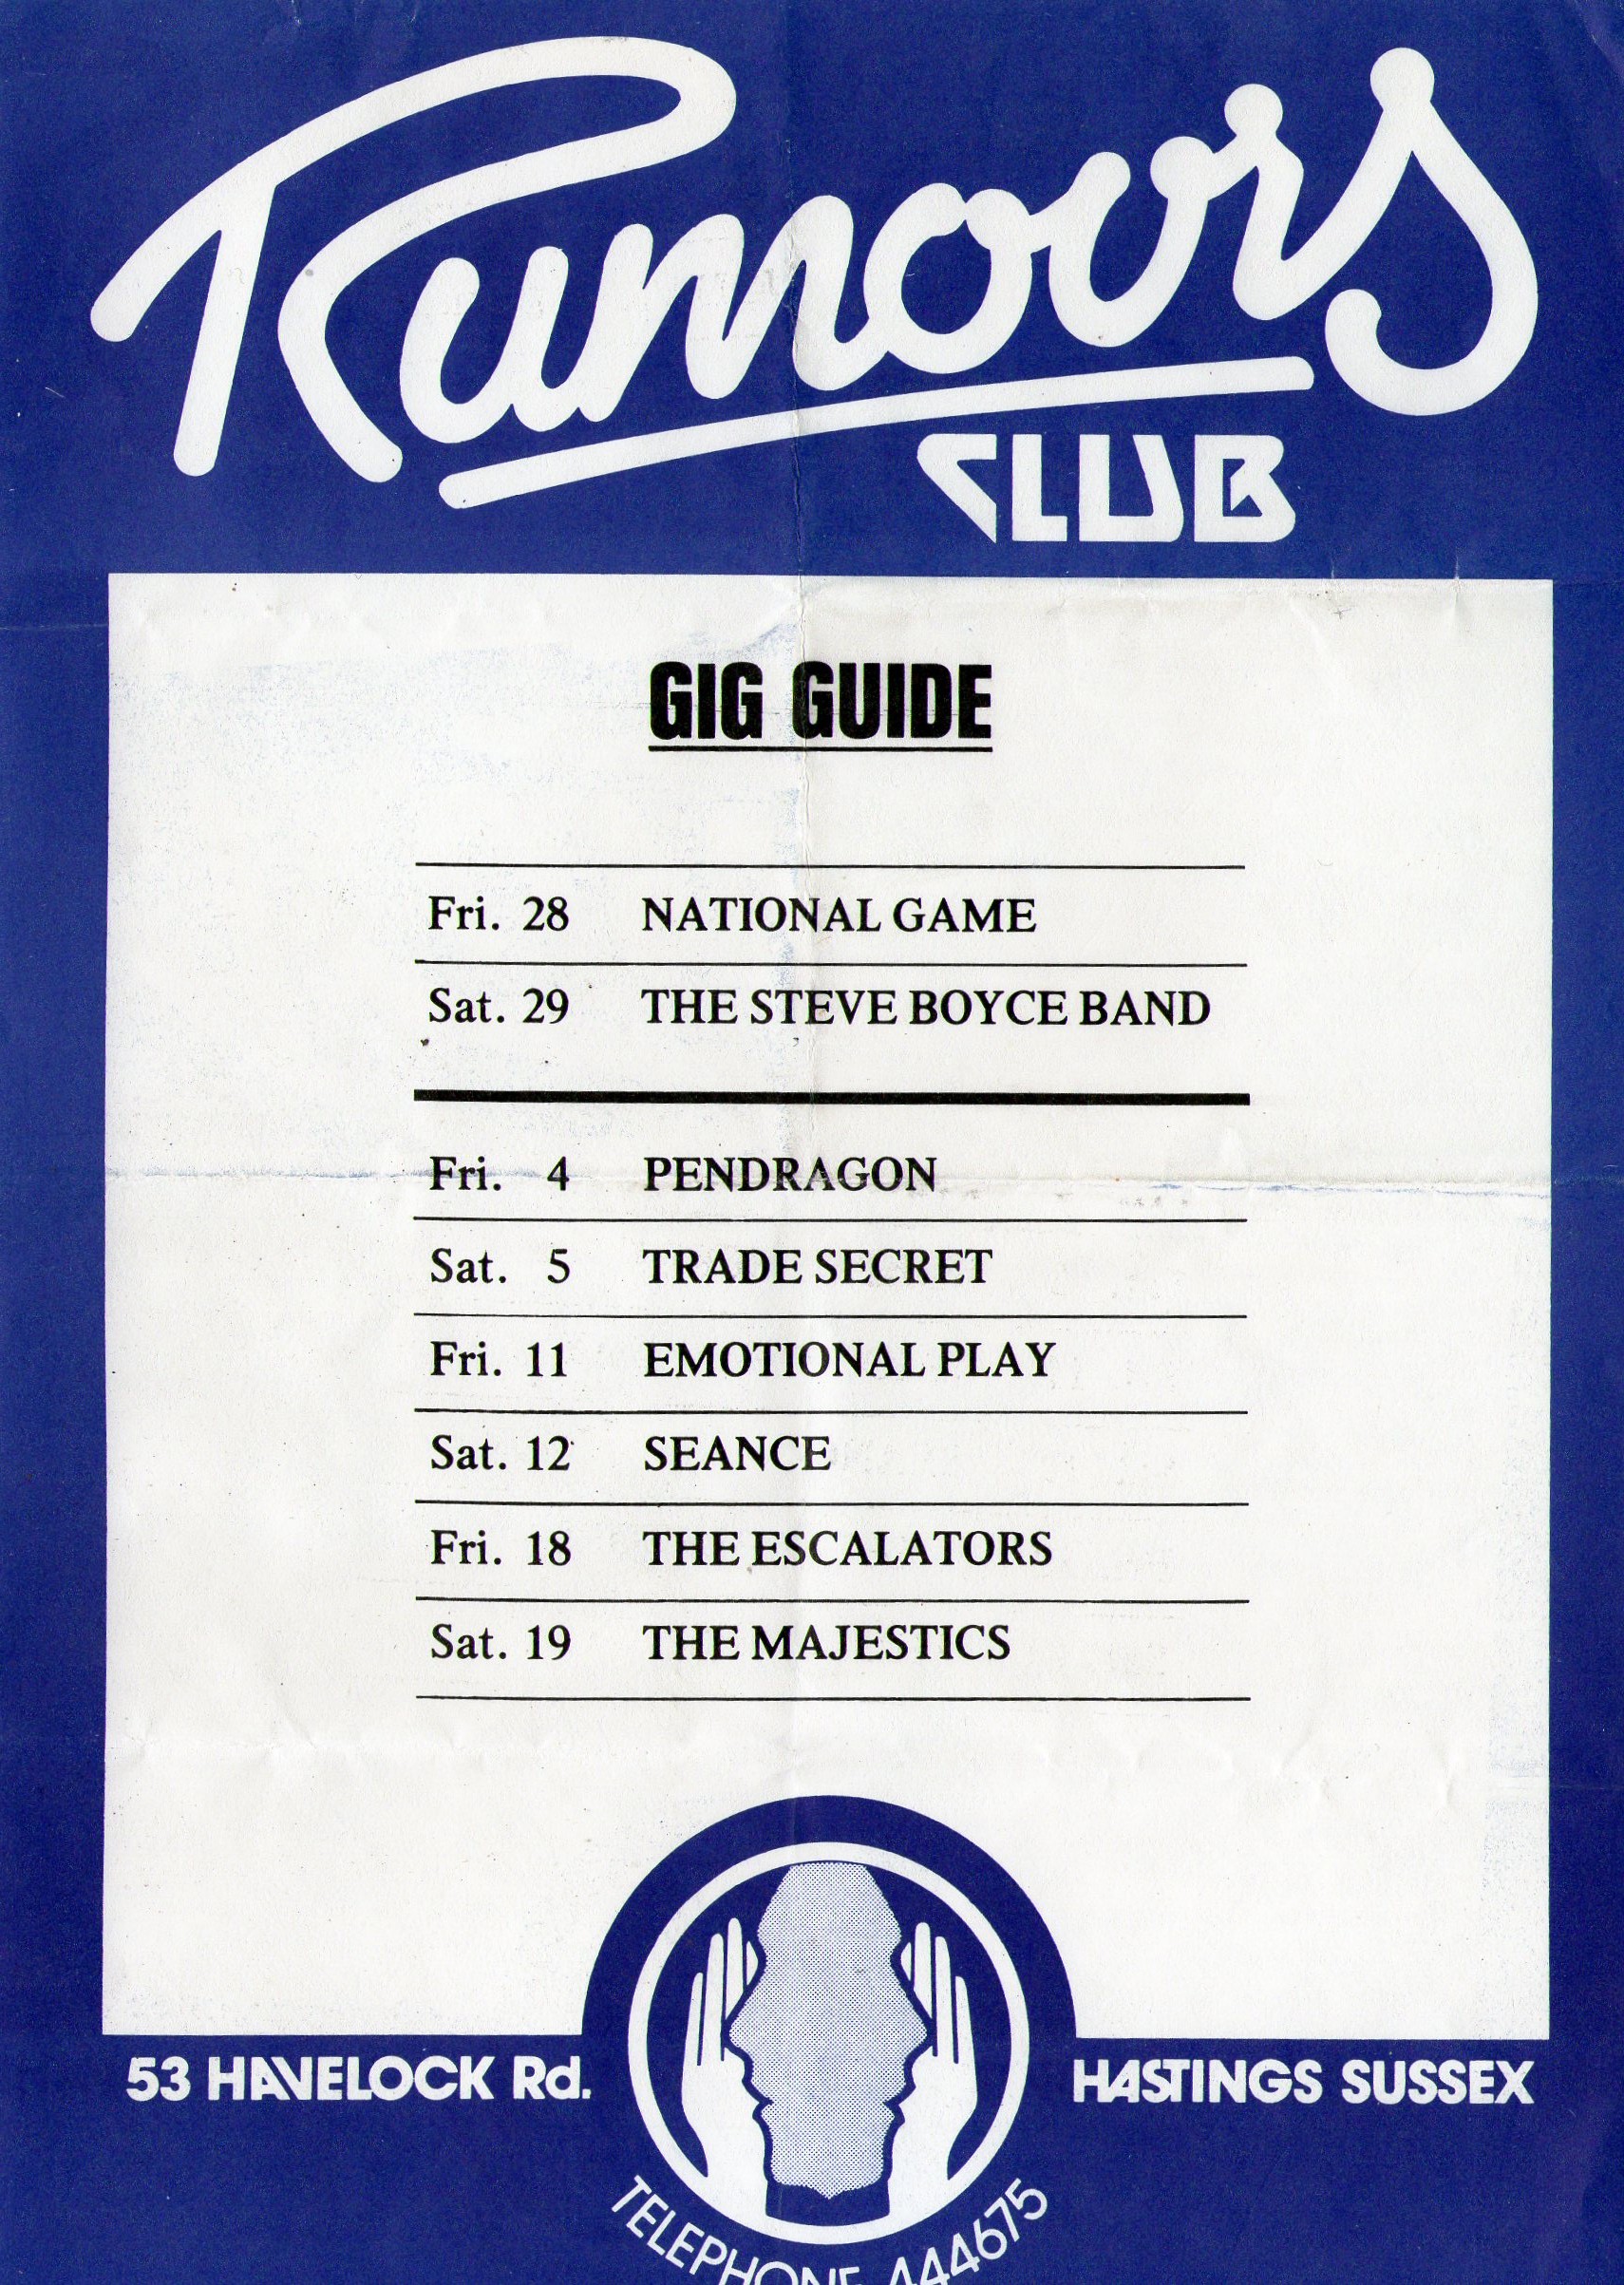 Rumours
CLUB
GIG GUIDE
Fri. 28 NATIONAL GAME
Sat. 29 THE STEVE BOYCE BAND
Fri. 4 PENDRAGON
Sat. 5 TRADE SECRET
Fri. 11 EMOTIONAL PLAY
Sat. 12 SEANCE
Fri. 18 THE ESCALATORS
Sat. 19 THE MAJESTICS
53 HAVELOCK Rd.
HASTINGS SUSSEX
TELEPHONE 444675